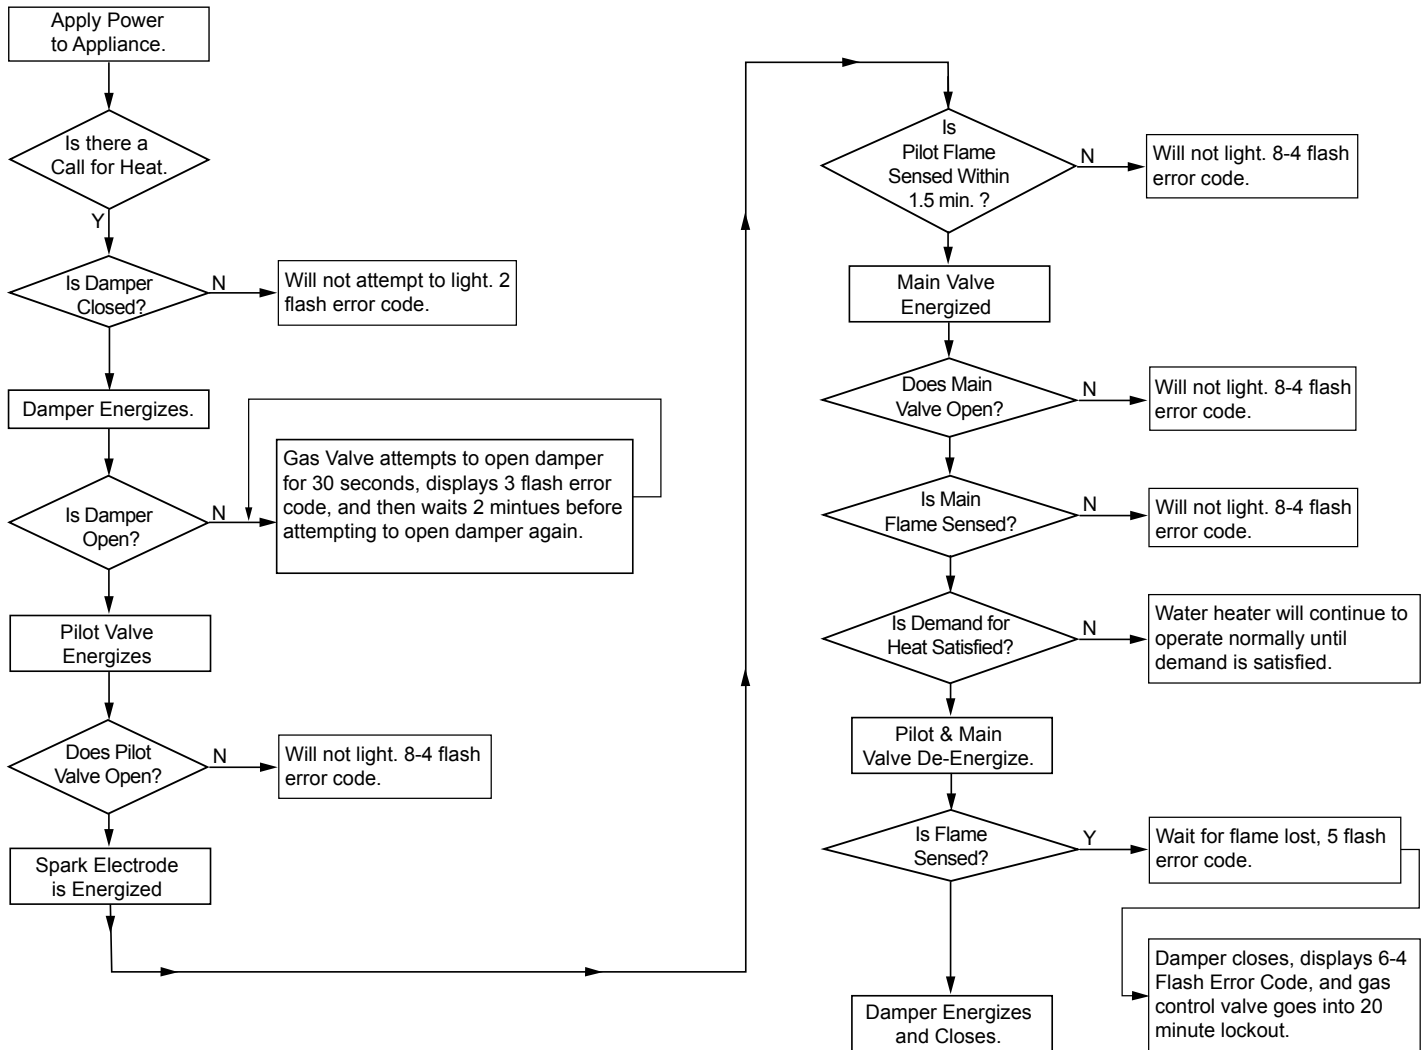 Apply Power
to Appliance.
Is there a
Call for Heat.
Y
Is Damper
Closed?
N
Will not attempt to light. 2
flash error code.
Damper Energizes.
Is Damper
Open?
N
Gas Valve attempts to open damper
for 30 seconds, displays 3 flash error
code, and then waits 2 mintues before
attempting to open damper again.
Pilot Valve
Energizes
Does Pilot
Valve Open?
N
Will not light. 8-4 flash
error code.
Spark Electrode
is Energized
Is
Pilot Flame
Sensed Within
1.5 min. ?
N
Will not light. 8-4 flash
error code.
Main Valve
Energized
Does Main
Valve Open?
N
Will not light. 8-4 flash
error code.
Is Main
Flame Sensed?
N
Will not light. 8-4 flash
error code.
Is Demand for
Heat Satisfied?
N
Water heater will continue to
operate normally until
demand is satisfied.
Pilot & Main
Valve De-Energize.
Is Flame
Sensed?
Y
Wait for flame lost, 5 flash
error code.
Damper closes, displays 6-4
Flash Error Code, and gas
control valve goes into 20
minute lockout.
Damper Energizes
and Closes.